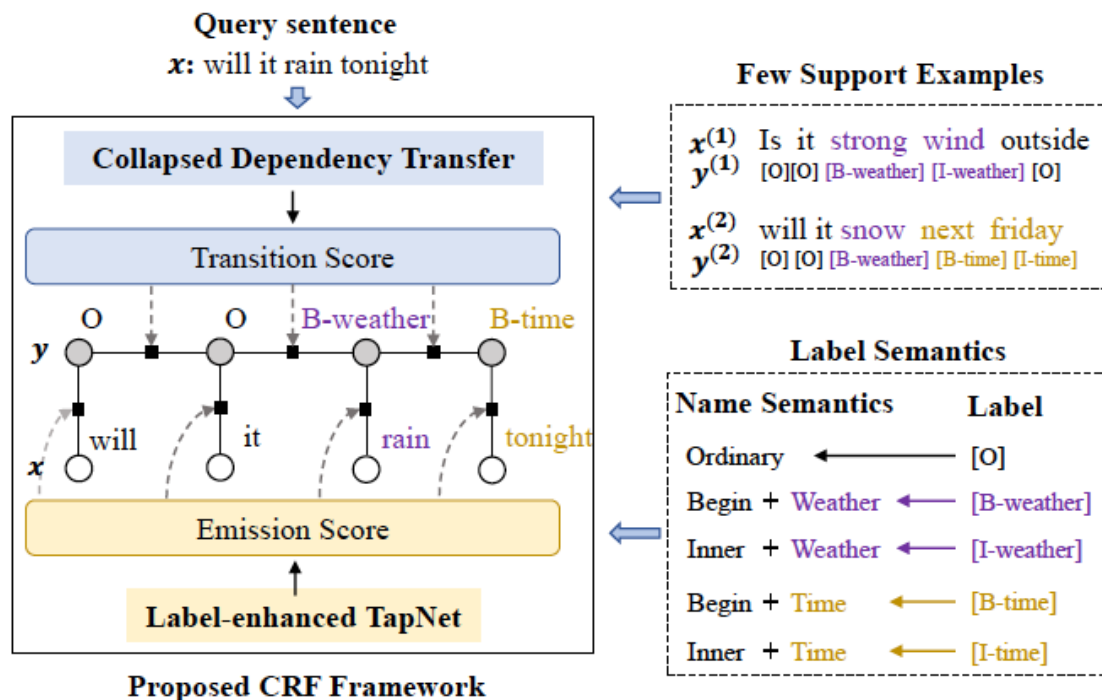 Query sentence
x: will it rain tonight
Collapsed Dependency Transfer
Transition Score
O O B-weather B-time
y
will it rain tonight
x
Emission Score
Label-enhanced TapNet
Proposed CRF Framework
Few Support Examples
x(1) Is it strong wind outside
y(1) [O][O] [B-weather] [I-weather] [O]
x(2) will it snow next friday
y(2) [O] [O] [B-weather] [B-time] [I-time]
Label Semantics
Name Semantics Label
Ordinary [O]
Begin + Weather [B-weather]
Inner + Weather [I-weather]
Begin + Time [B-time]
Inner + Time [I-time]